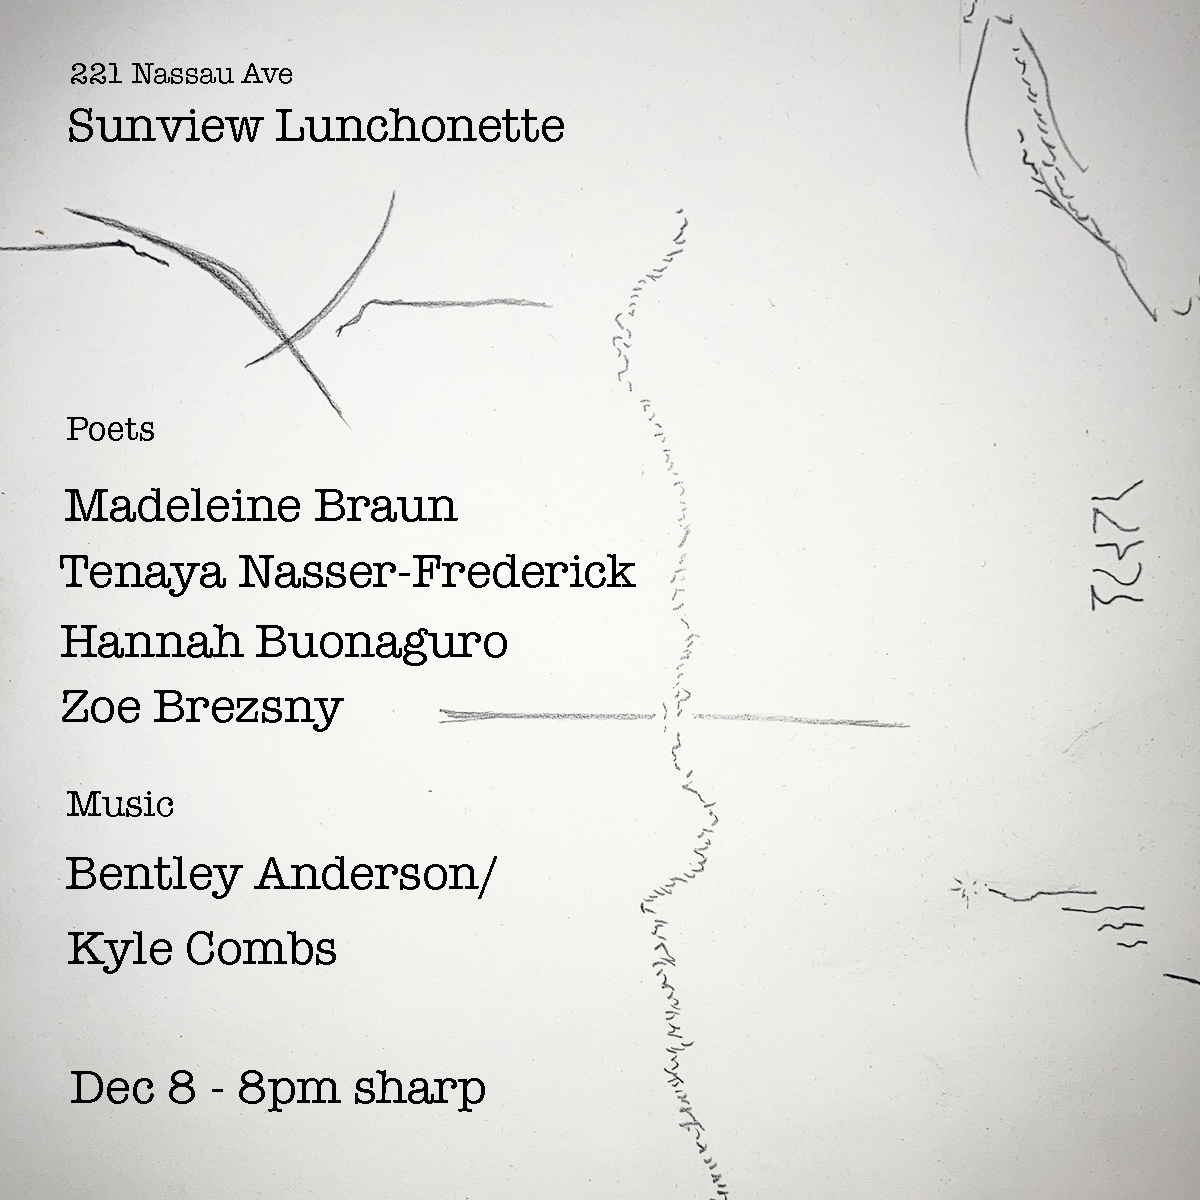 221 Nassau Ave
Sunview Lunchonette
Poets
Madeleine Braun
Tenaya Nasser-Frederick
Hannah Buonaguro
Zoe Brezsny
Music
Bentley Anderson/
Kyle Combs
Dec 8 - 8pm sharp